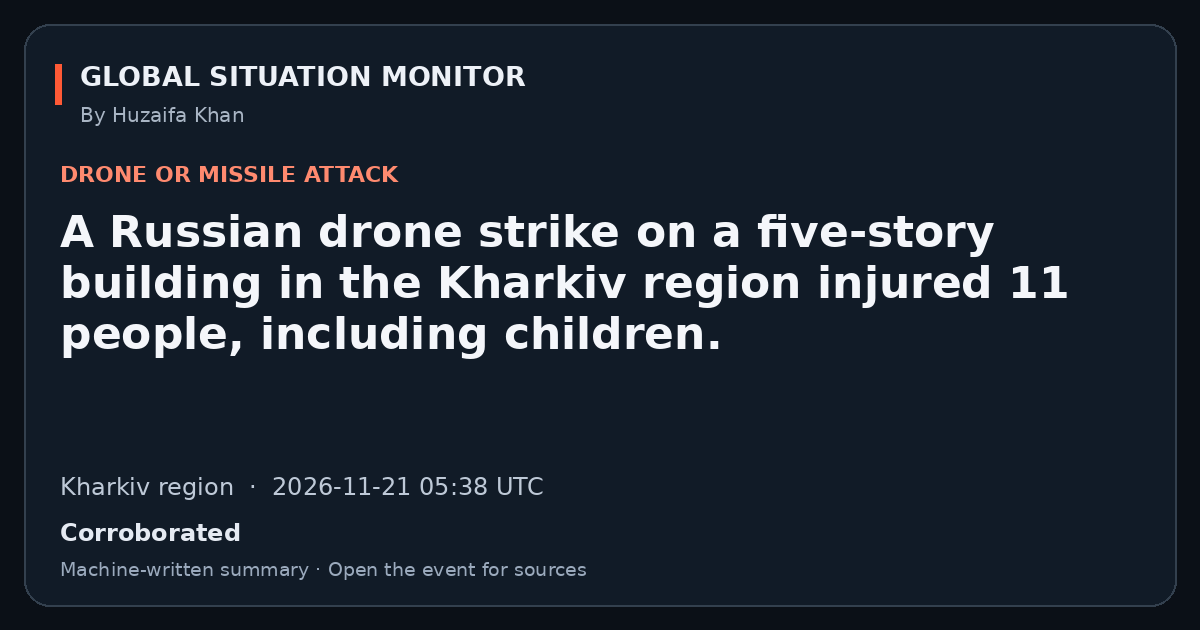 GLOBAL SITUATION MONITOR
By Huzaifa Khan
DRONE OR MISSILE ATTACK
A Russian drone strike on a five-story
building in the Kharkiv region injured 11
people, including children.
Kharkiv region · 2026-11-21 05:38 UTC
Corroborated
Machine-written summary · Open the event for sources